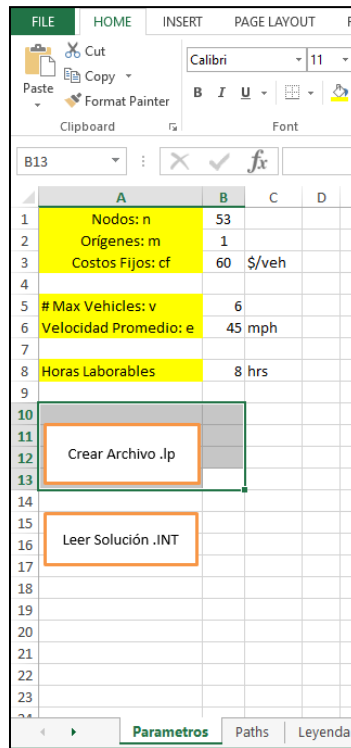 FILE HOME INSERT PAGE LAYOUT
Cut
Copy
Paste
Format Painter
Clipboard
Calibri 11
B I U
Font
B13 fx
A B C D
1 Nodos: n 53
2 Orígenes: m 1
3 Costos Fijos: cf 60 $/veh
4
5 # Max Vehicles: v 6
6 Velocidad Promedio: e 45 mph
7
8 Horas Laborables 8 hrs
9
10
11
12 Crear Archivo .lp
13
14
15
16 Leer Solución .INT
17
18
19
20
21
22
23
Parametros Paths Leyenda